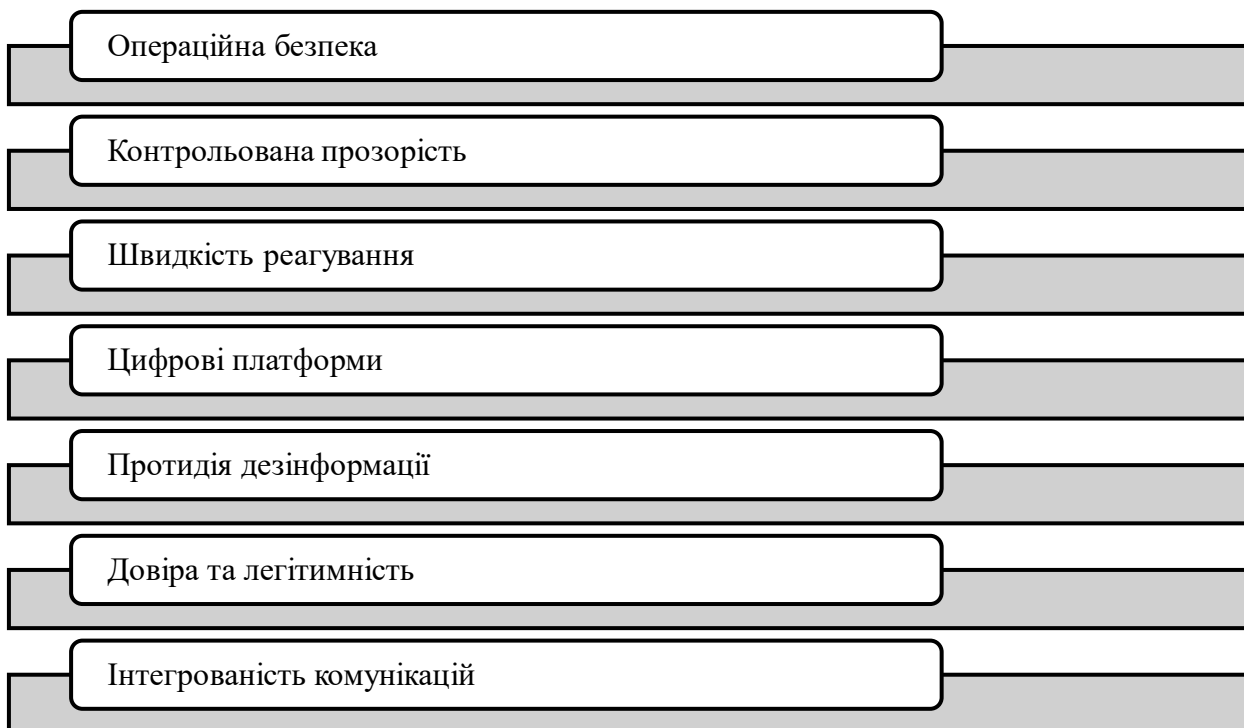 Операційна безпека
Контрольована прозорість
Швидкість реагування
Цифрові платформи
Протидія дезінформації
Довіра та легітимність
Інтегрованість комунікацій